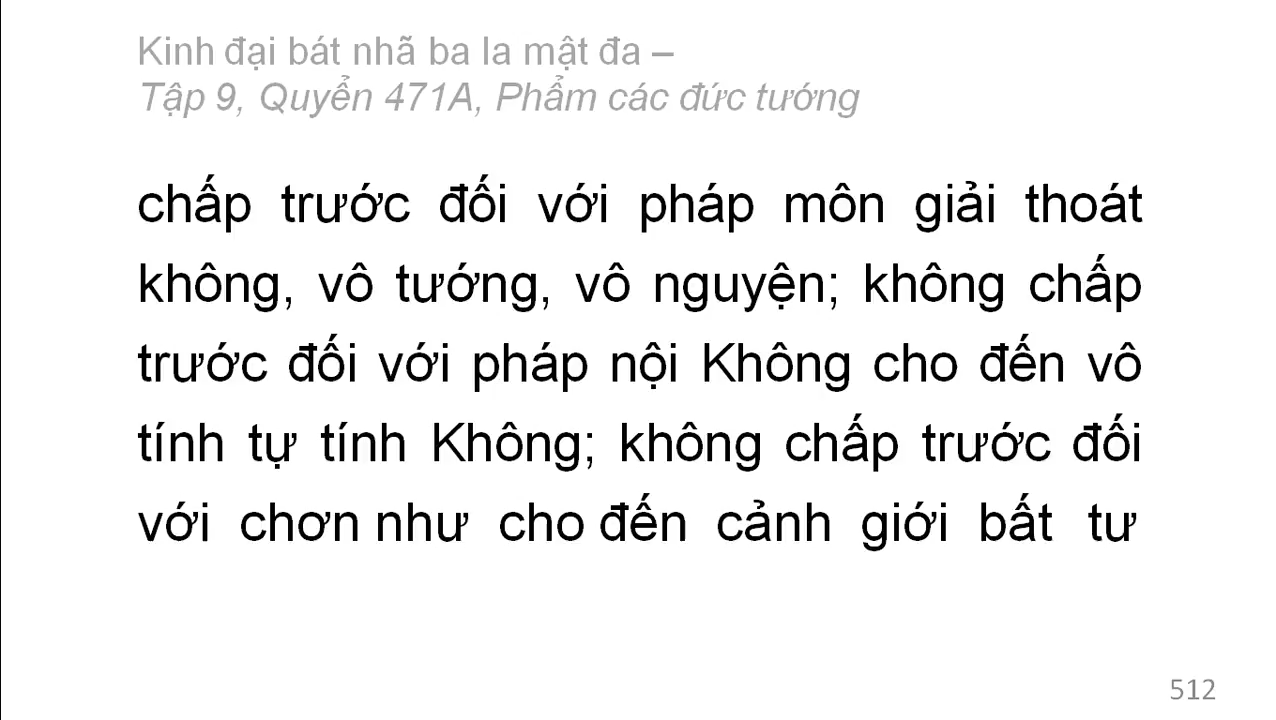 Kinh đại bát nhã ba la mật đa –
Tập 9, Quyển 471A, Phẩm các đức tướng
chấp trước đối với pháp môn giải thoát
không, vô tướng, vô nguyện; không chấp
trước đối với pháp nội Không cho đến vô
tính tự tính Không; không chấp trước đối
với chơn như cho đến cảnh giới bất tư
512